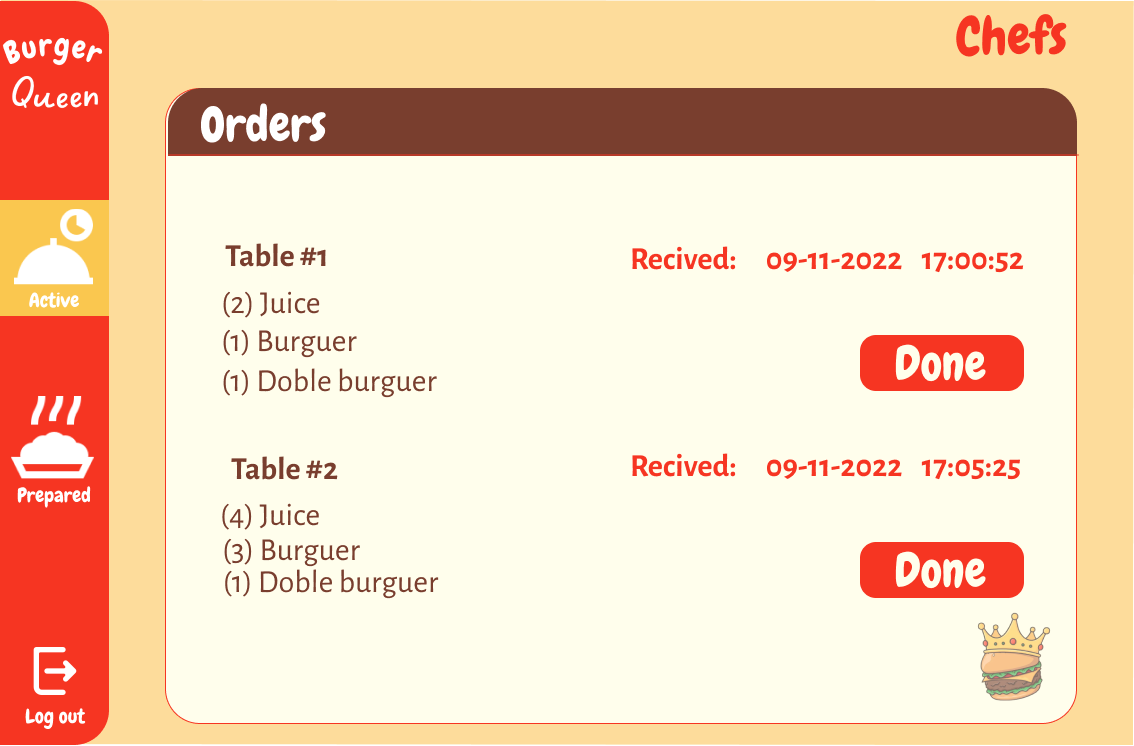 Burger
Queen
Chefs
Orders
Active
Table #1
Recived: 09-11-2022 17:00:52
(2) Juice
(1) Burguer
(1) Doble burguer
Done
Prepared
Table #2
Recived: 09-11-2022 17:05:25
(4) Juice
(3) Burguer
(1) Doble burguer
Done
Log out